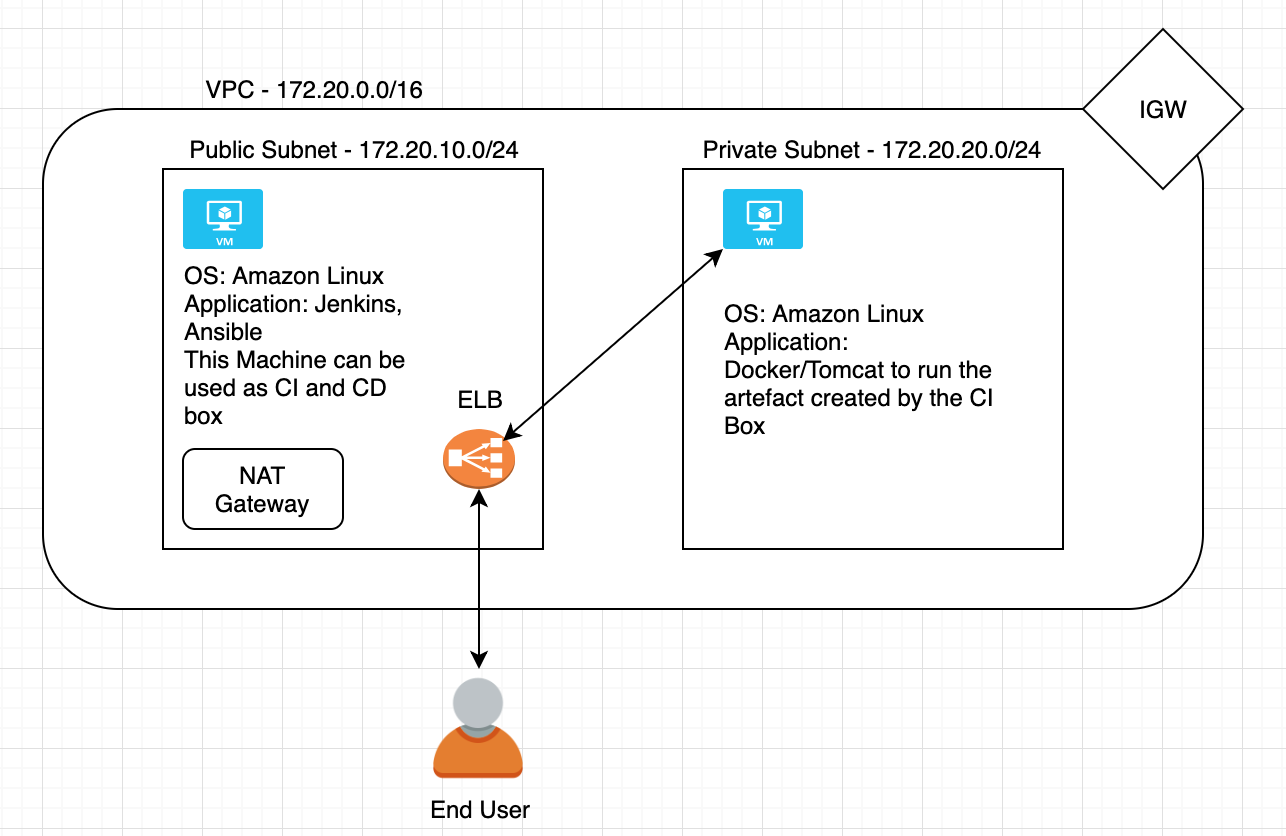 VPC - 172.20.0.0/16
IGW
Public Subnet - 172.20.10.0/24
VM
OS: Amazon Linux
Application: Jenkins,
Ansible
This Machine can be
used as CI and CD
box
NAT
Gateway
ELB
Private Subnet - 172.20.20.0/24
VM
OS: Amazon Linux
Application:
Docker/Tomcat to run the
artefact created by the CI
Box
End User